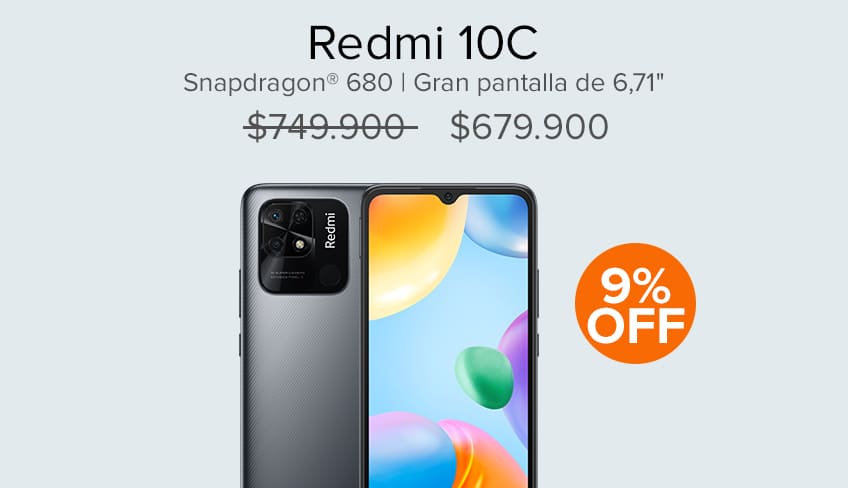 Redmi 10C
Snapdragon® 680 | Gran pantalla de 6,71"
$749.900 $679.900
Redmi
9%
OFF